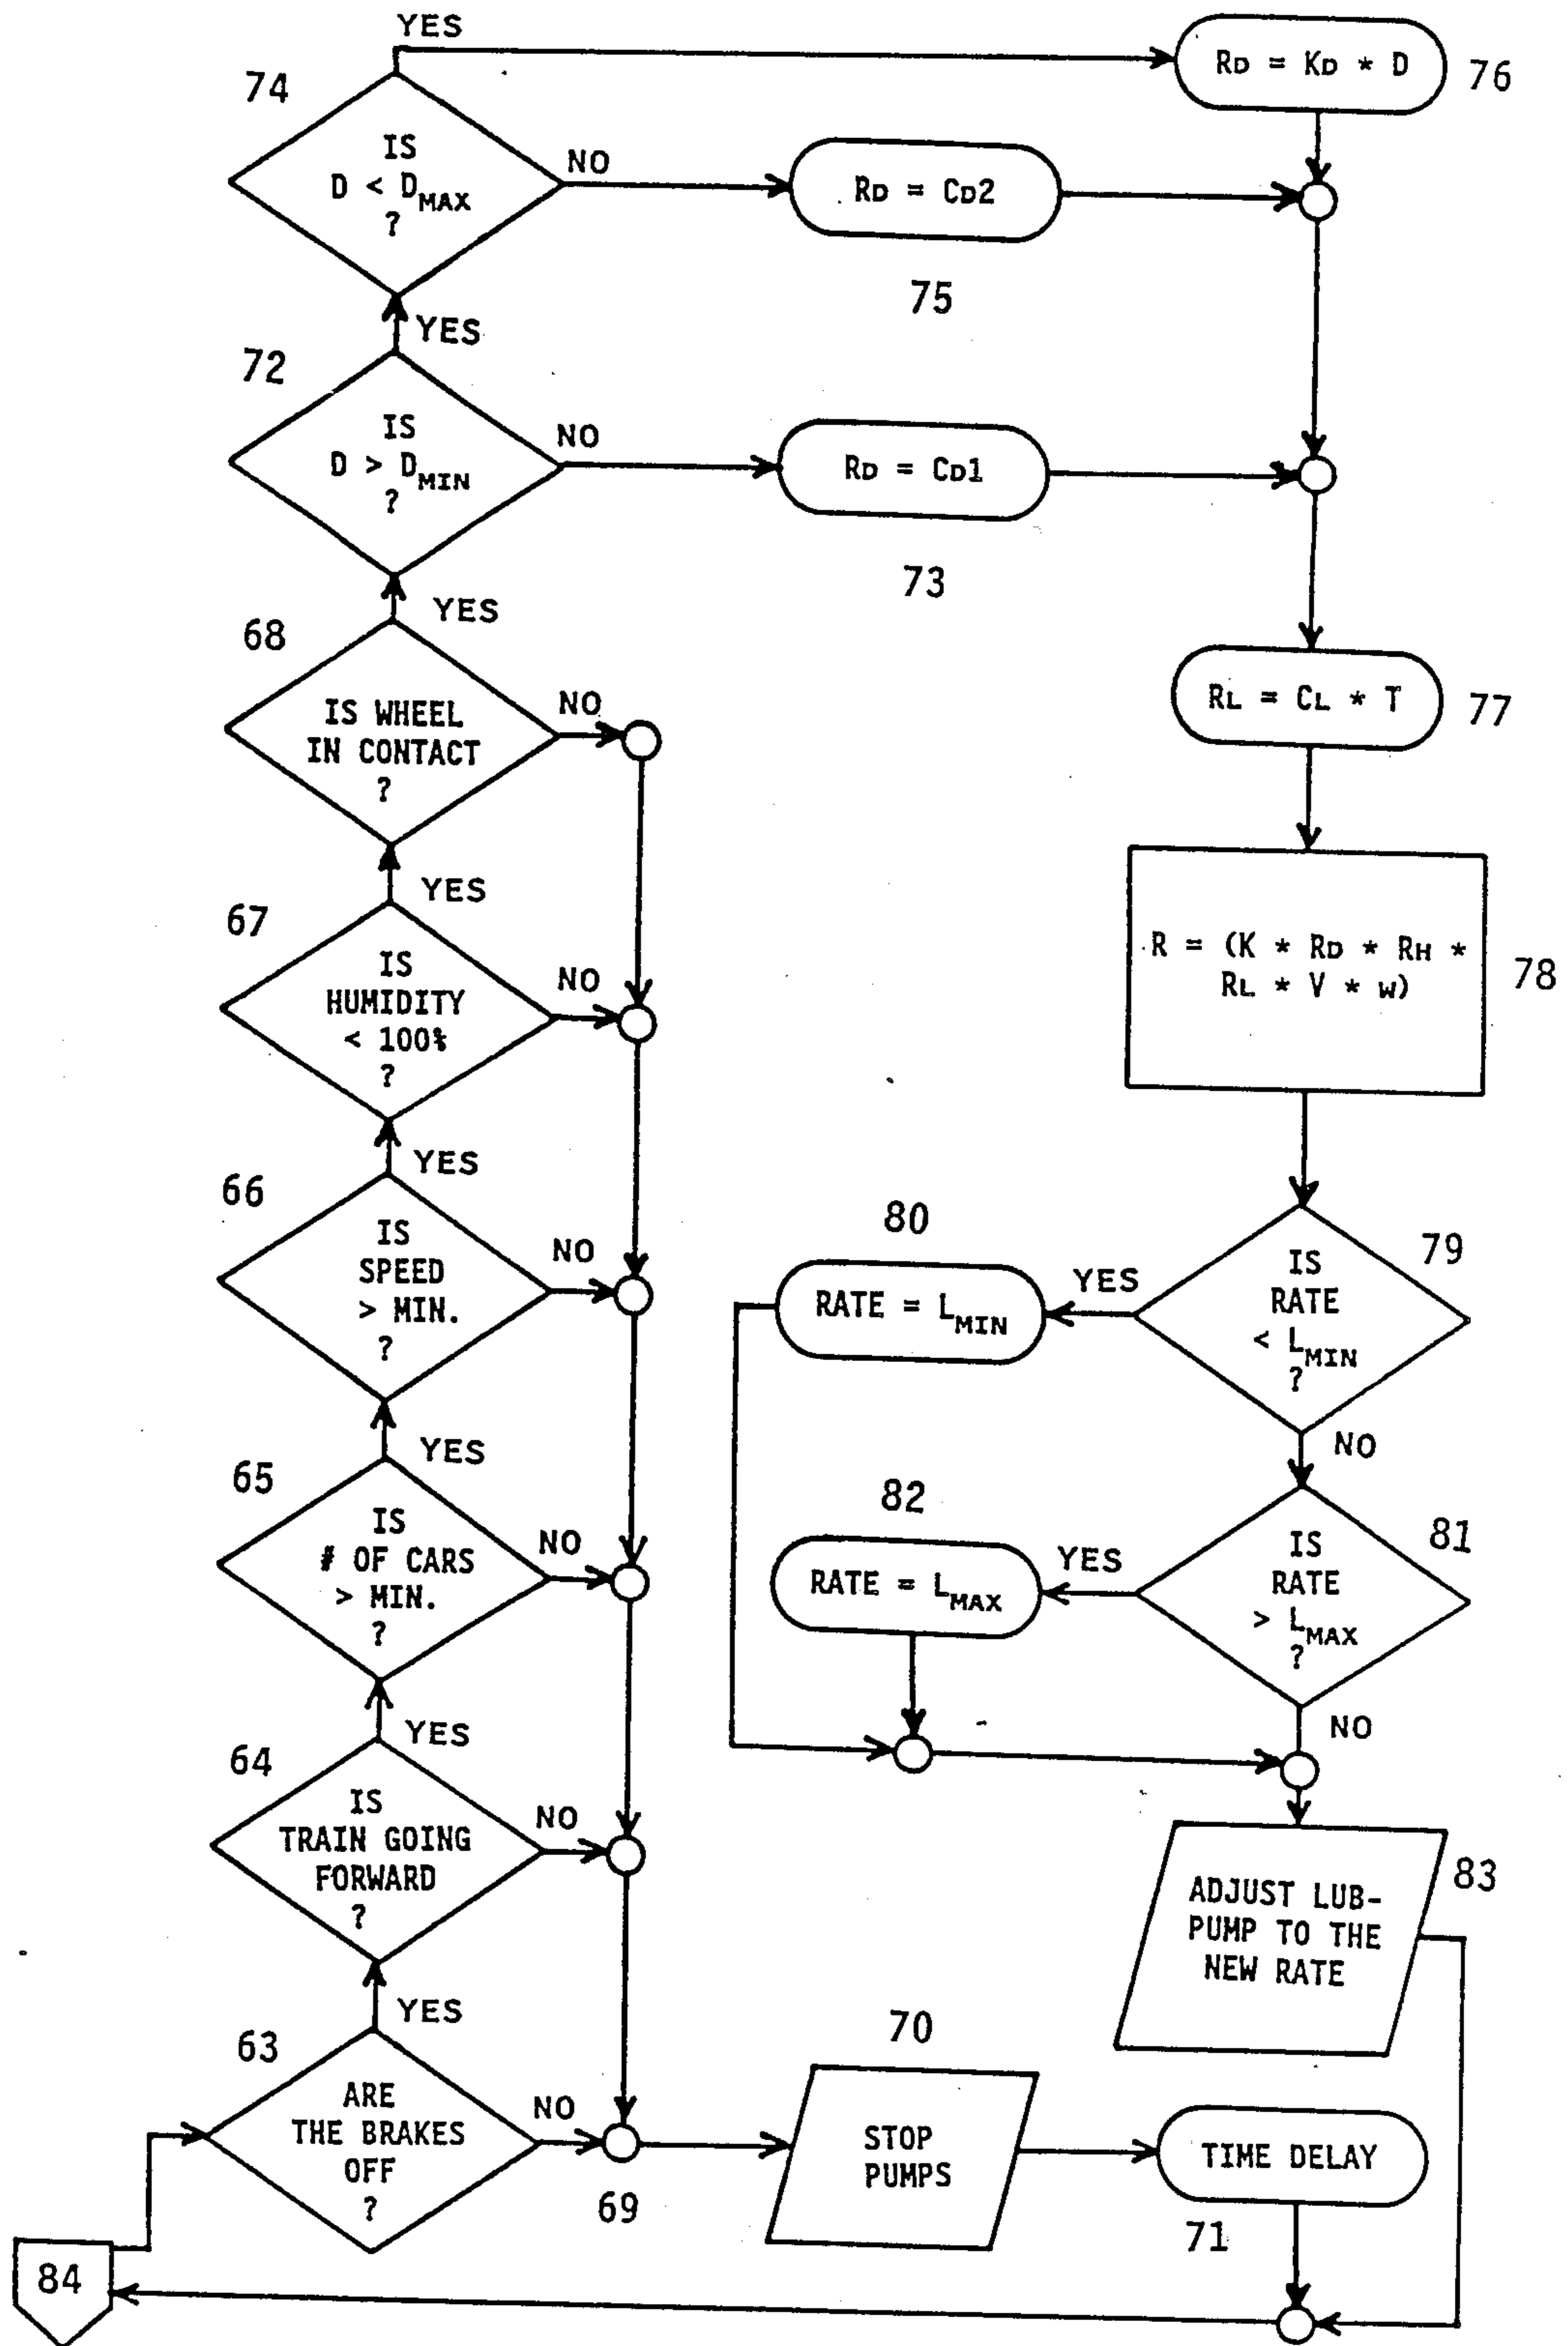 YES
RD = KD * D
76
74
IS
D < DMAX
?
NO
RD = CD2
75
YES
72
IS
D > DMIN
?
NO
RD = CD1
73
YES
68
IS WHEEL
IN CONTACT
?
NO
RL = CL * T
77
YES
67
IS
HUMIDITY
< 100%
?
NO
R = (K * RD * RH *
RL * V * W)
78
YES
66
IS
SPEED
> MIN.
?
NO
80
RATE = LMIN
YES
79
IS
RATE
< LMIN
?
NO
YES
65
IS
# OF CARS
> MIN.
?
NO
82
RATE = LMAX
YES
81
IS
RATE
> LMAX
?
NO
YES
64
IS
TRAIN GOING
FORWARD
?
NO
83
ADJUST LUB-
PUMP TO THE
NEW RATE
YES
63
ARE
THE BRAKES
OFF
?
NO
69
70
STOP
PUMPS
TIME DELAY
71
84